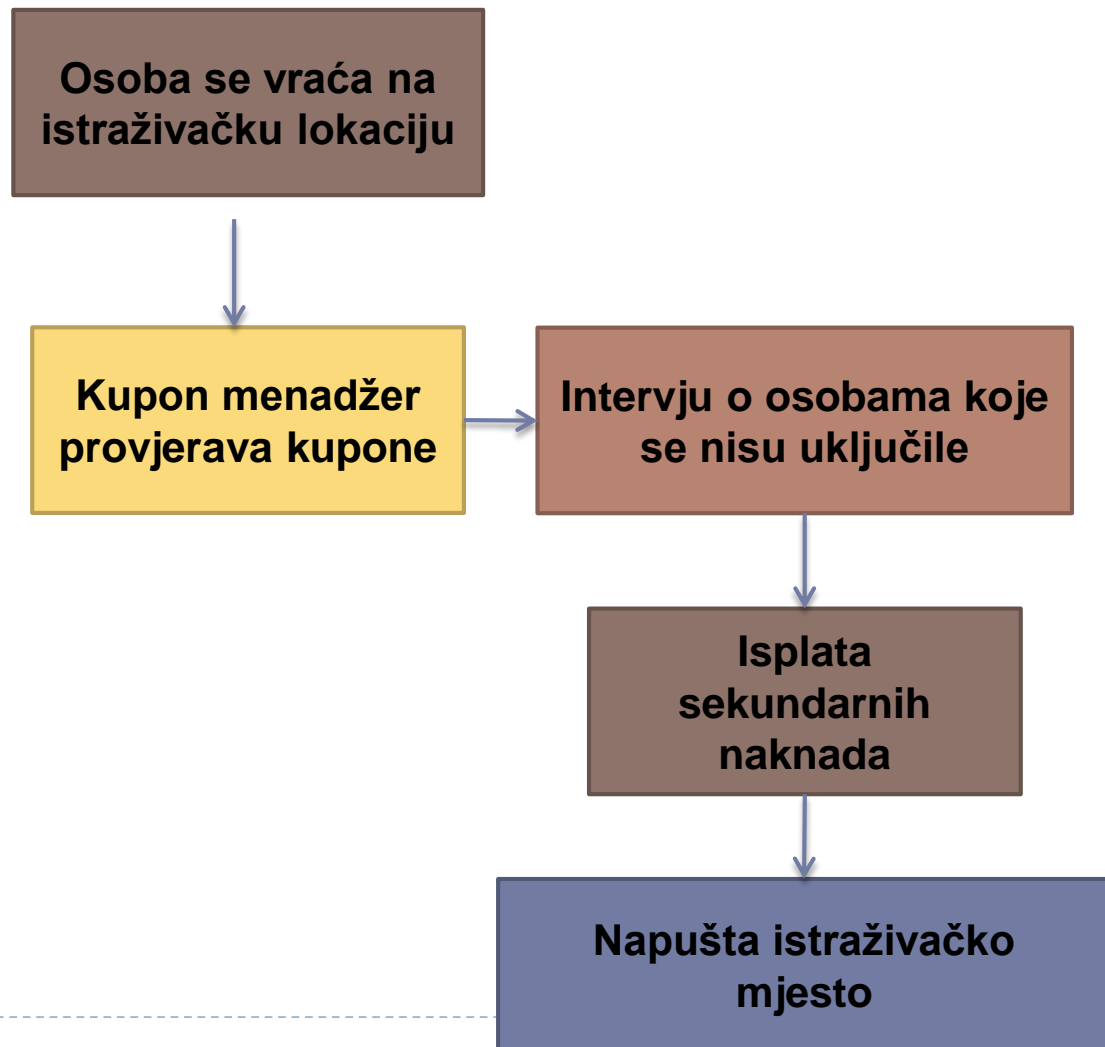 Osoba se vraća na
istraživačku lokaciju
Kupon menadžer
provjerava kupone
Intervju o osobama koje
se nisu uključile
Isplata
sekundarnih
naknada
Napušta istraživačko
mjesto